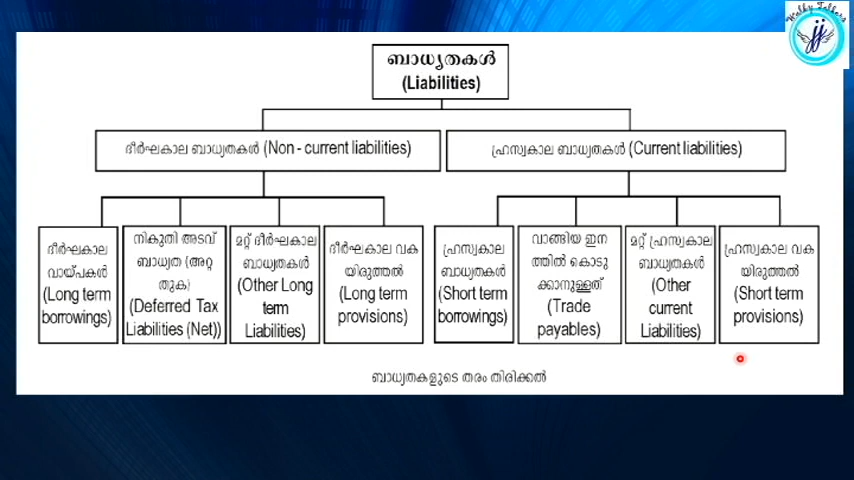 Walky Talkers
jj
ബാധ്യതകൾ
(Liabilities)
ദീർഘകാല ബാധ്യതകൾ (Non - current liabilities)
ഹ്രസ്വകാല ബാധ്യതകൾ (Current liabilities)
ദീർഘകാല
വായ്പകൾ
(Long term
borrowings)
നികുതി അടവ്
ബാധ്യത (അറ്റ
തുക)
(Deferred Tax
Liabilities (Net))
മറ്റ് ദീർഘകാല
ബാധ്യതകൾ
(Other Long
term
Liabilities)
ദീർഘകാല വക
യിരുത്തൽ
(Long term
provisions)
ഹ്രസ്വകാല
ബാധ്യതകൾ
(Short term
borrowings)
വാങ്ങിയ ഇന
ത്തിൽ കൊടു
ക്കാനുള്ളത്
(Trade
payables)
മറ്റ് ഹ്രസ്വകാല
ബാധ്യതകൾ
(Other
current
Liabilities)
ഹ്രസ്വകാല വക
യിരുത്തൽ
(Short term
provisions)
ബാധ്യതകളുടെ തരം തിരിക്കൽ